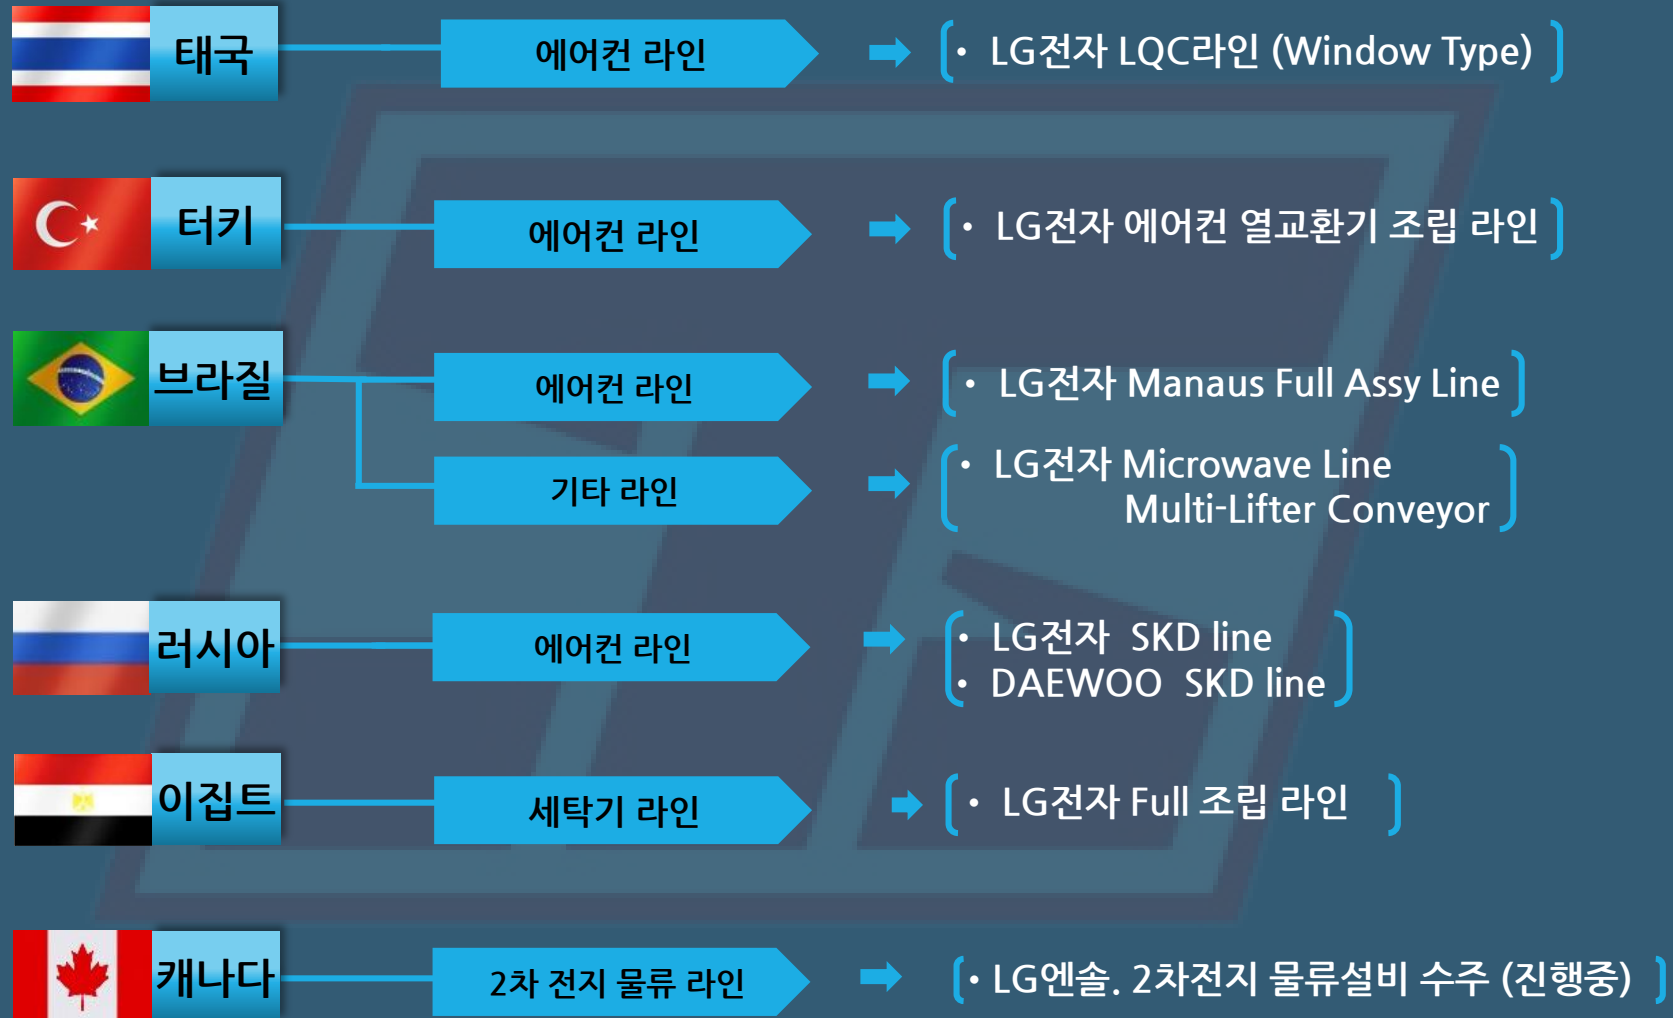 태국
에어컨 라인
• LG전자 LQC라인 (Window Type)
터키
에어컨 라인
• LG전자 에어컨 열교환기 조립 라인
브라질
에어컨 라인
• LG전자 Manaus Full Assy Line
기타 라인
• LG전자 Microwave Line
Multi-Lifter Conveyor
러시아
에어컨 라인
• LG전자 SKD line
• DAEWOO SKD line
이집트
세탁기 라인
• LG전자 Full 조립 라인
캐나다
2차 전지 물류 라인
• LG엔솔. 2차전지 물류설비 수주 (진행중)